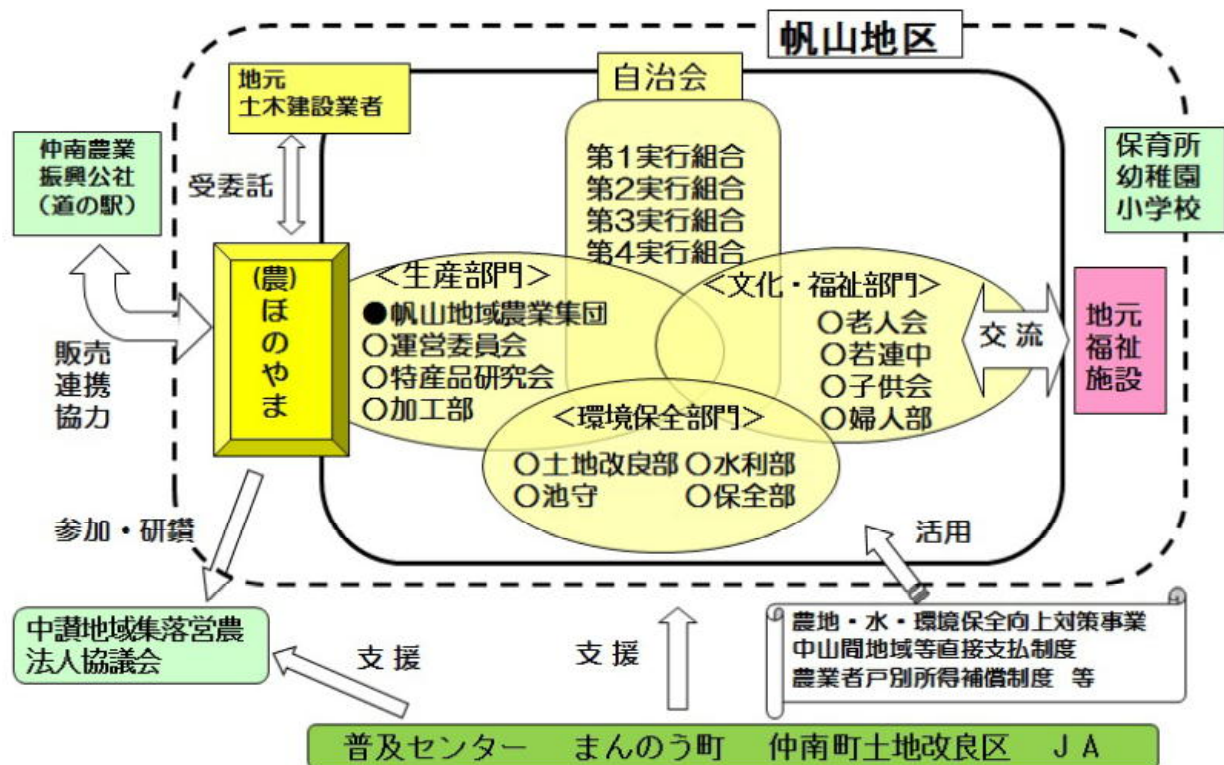 帆山地区
地元
土木建設業者
自治会
仲南農業
振興公社
（道の駅）
受委託
第1実行組合
第2実行組合
第3実行組合
第4実行組合
保育所
幼稚園
小学校
(農)
ほのやま
＜生産部門＞
●帆山地域農業集団
○運営委員会
○特産品研究会
○加工部
＜文化・福祉部門＞
○老人会
○若連中
○子供会
○婦人部
交流
地元
福祉
施設
販売
連携
協力
＜環境保全部門＞
○土地改良部 ○水利部
○池守 ○保全部
参加・研鑽
活用
中讃地域集落営農
法人協議会
支援
支援
農地・水・環境保全向上対策事業
中山間地域等直接支払制度
農業者戸別所得補償制度 等
普及センター まんのう町 仲南町土地改良区 ＪＡ